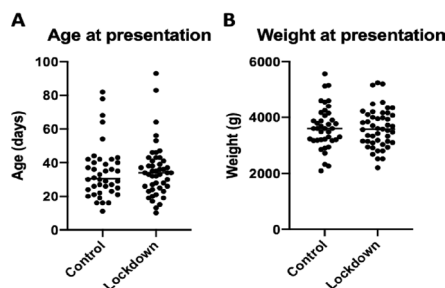 A
Age at presentation
Age (days)
100
80
60
40
20
0
Control
Lockdown
B
Weight at presentation
Weight (g)
6000
4000
2000
0
Control
Lockdown